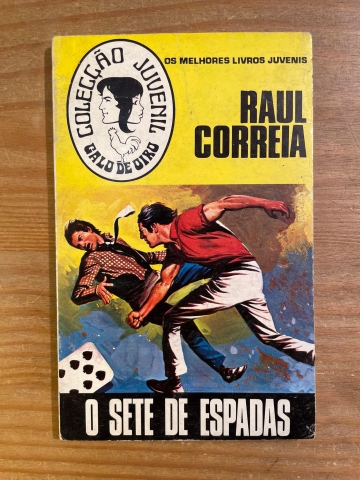 COLECÇÃO JUVENIL
GALO DE OIRO
OS MELHORES LIVROS JUVENIS
RAUL
CORREIA
O SETE DE ESPADAS